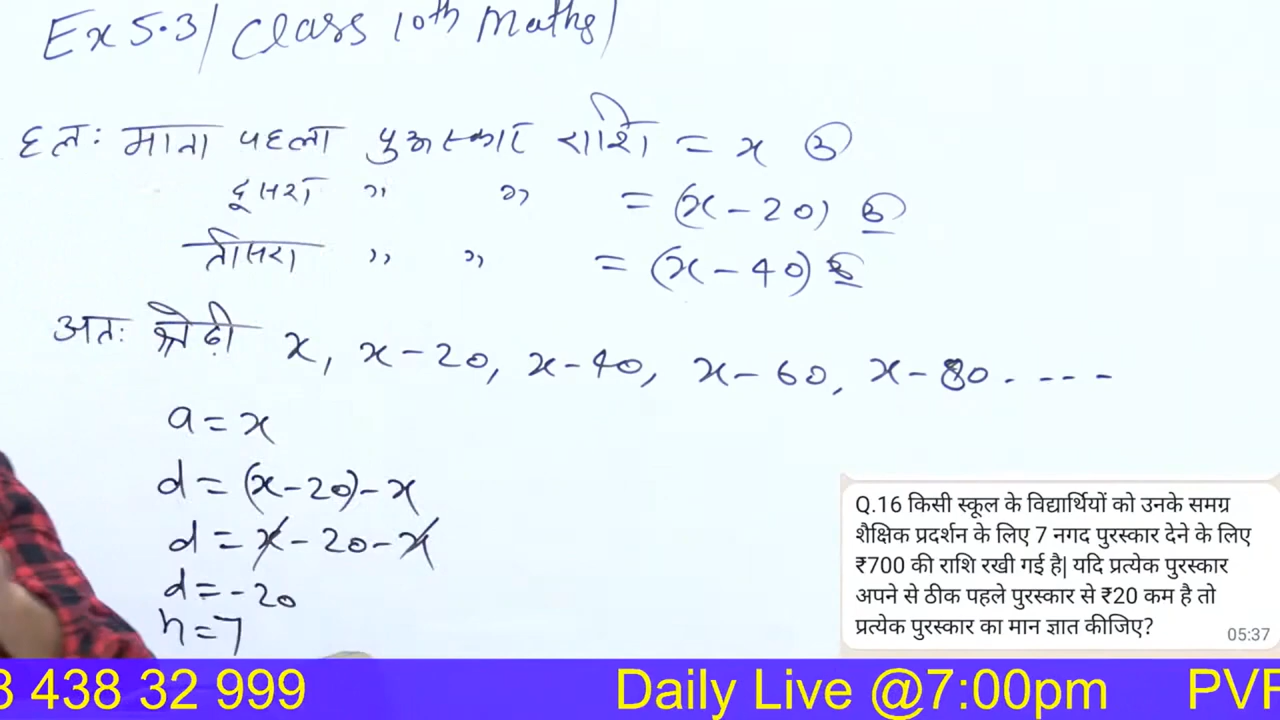 Ex 5.3/ Class 10th Maths/
हलः माना पहला पुरस्कार राशि = x रु
दूसरा ,, ,, = (x-20) रु
तीसरा ,, ,, = (x-40) रु
अतः श्रेढ़ी x, x-20, x-40, x-60, x-80. ---
a = x
d = (x-20)-x
d = x-20-x
d = -20
n = 7
Q.16 किसी स्कूल के विद्यार्थियों को उनके समग्र
शैक्षिक प्रदर्शन के लिए 7 नगद पुरस्कार देने के लिए
₹700 की राशि रखी गई है| यदि प्रत्येक पुरस्कार
अपने से ठीक पहले पुरस्कार से ₹20 कम है तो
प्रत्येक पुरस्कार का मान ज्ञात कीजिए?
05:37
438 32 999 Daily Live @7:00pm